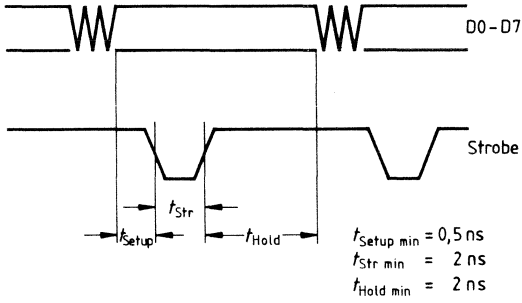 D0-D7
Strobe
tStr
tSetup
tHold
tSetup min = 0,5 ns
tStr min = 2 ns
tHold min = 2 ns